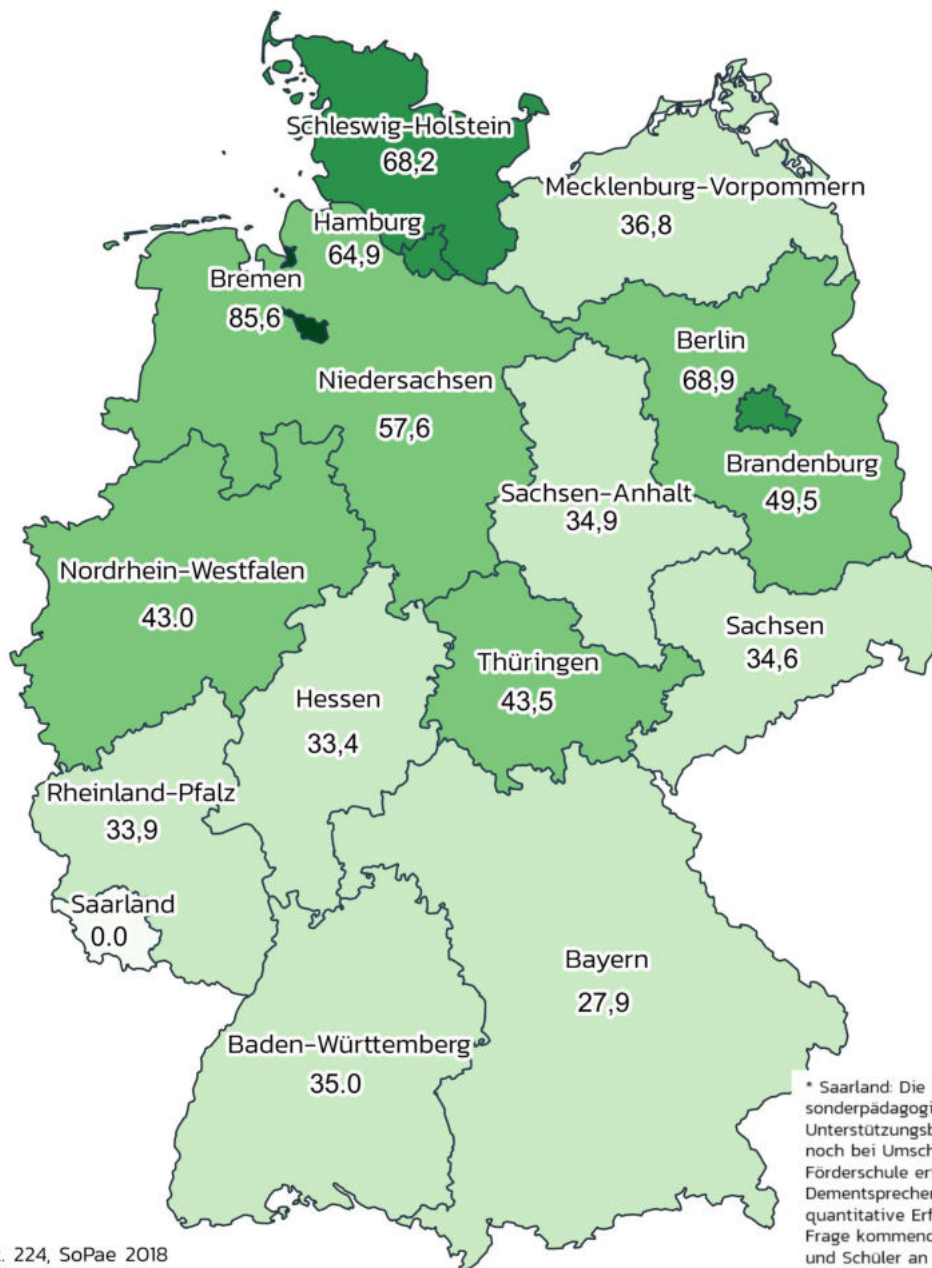 Schleswig-Holstein
68,2
Mecklenburg-Vorpommern
36,8
Hamburg
64,9
Bremen
85,6
Berlin
68,9
Niedersachsen
57,6
Brandenburg
49,5
Sachsen-Anhalt
34,9
Nordrhein-Westfalen
43.0
Sachsen
34,6
Thüringen
43,5
Hessen
33,4
Rheinland-Pfalz
33,9
Saarland
0.0
Bayern
27,9
Baden-Württemberg
35.0
* Saarland: Die
sonderpädagogi
Unterstützungsb
noch bei Umsch
Förderschule er
Dementsprecher
quantitative Erf
Frage kommend
und Schüler an
. 224, SoPae 2018